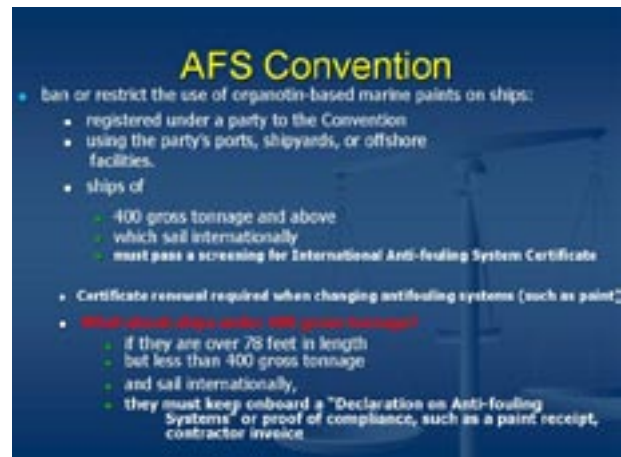 AFS Convention
ban or restrict the use of organotin-based marine paints on ships:
registered under a party to the Convention
using the party's ports, shipyards, or offshore
facilities.
ships of
400 gross tonnage and above
which sail internationally
must pass a screening for International Anti-fouling System Certificate
Certificate renewal required when changing antifouling systems (such as paint)
What about ships under 400 gross tonnage?
if they are over 78 feet in length
but less than 400 gross tonnage
and sail internationally,
they must keep onboard a "Declaration on Anti-fouling
Systems" or proof of compliance, such as a paint receipt,
contractor invoice